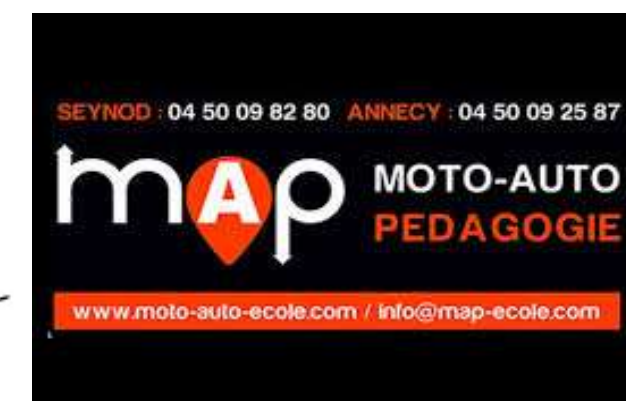 SEYNOD : 04 50 09 82 80 ANNECY : 04 50 09 25 87
map MOTO-AUTO
PEDAGOGIE
www.moto-auto-ecole.com / info@map-ecole.com